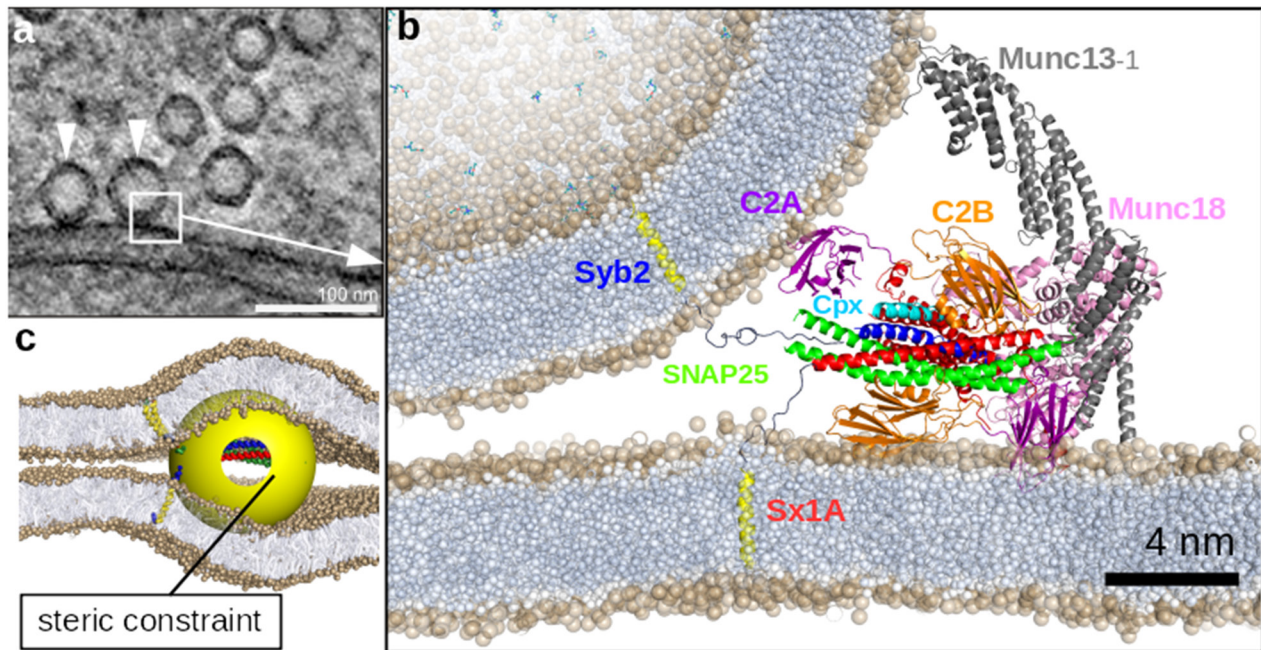 a
100 nm
b
Munc13-1
C2A
C2B
Munc18
Syb2
Cpx
SNAP25
Sx1A
4 nm
c
steric constraint